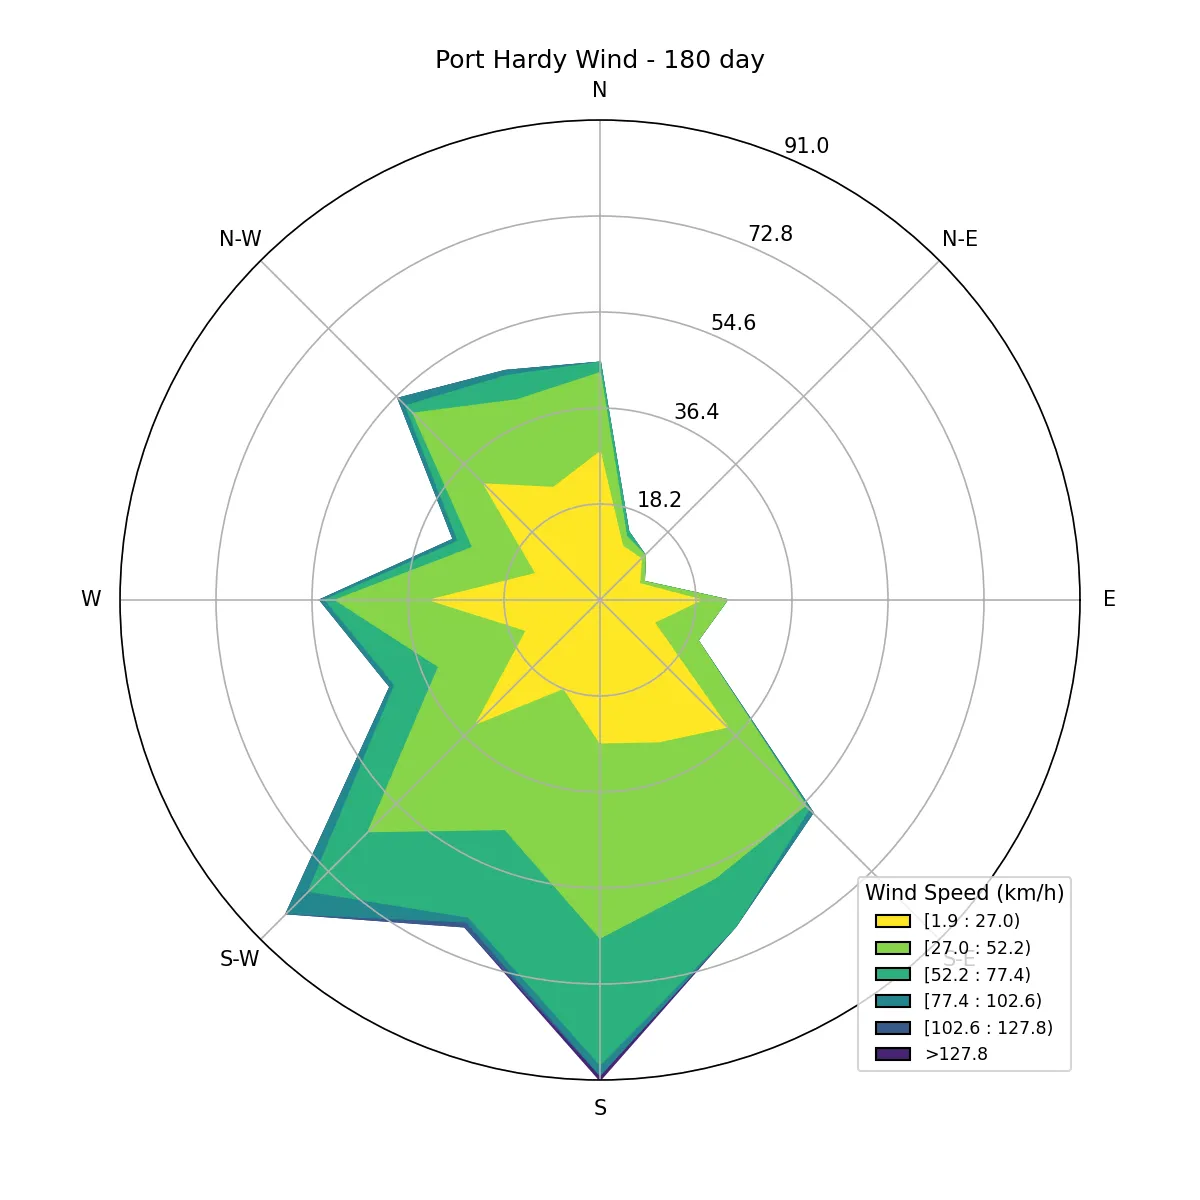 Port Hardy Wind - 180 day
N
91.0
N-W
72.8
N-E
54.6
36.4
18.2
W
E
Wind Speed (km/h)
[1.9 : 27.0)
[27.0 : 52.2)
S-W
S-E
[52.2 : 77.4)
[77.4 : 102.6)
[102.6 : 127.8)
>127.8
S